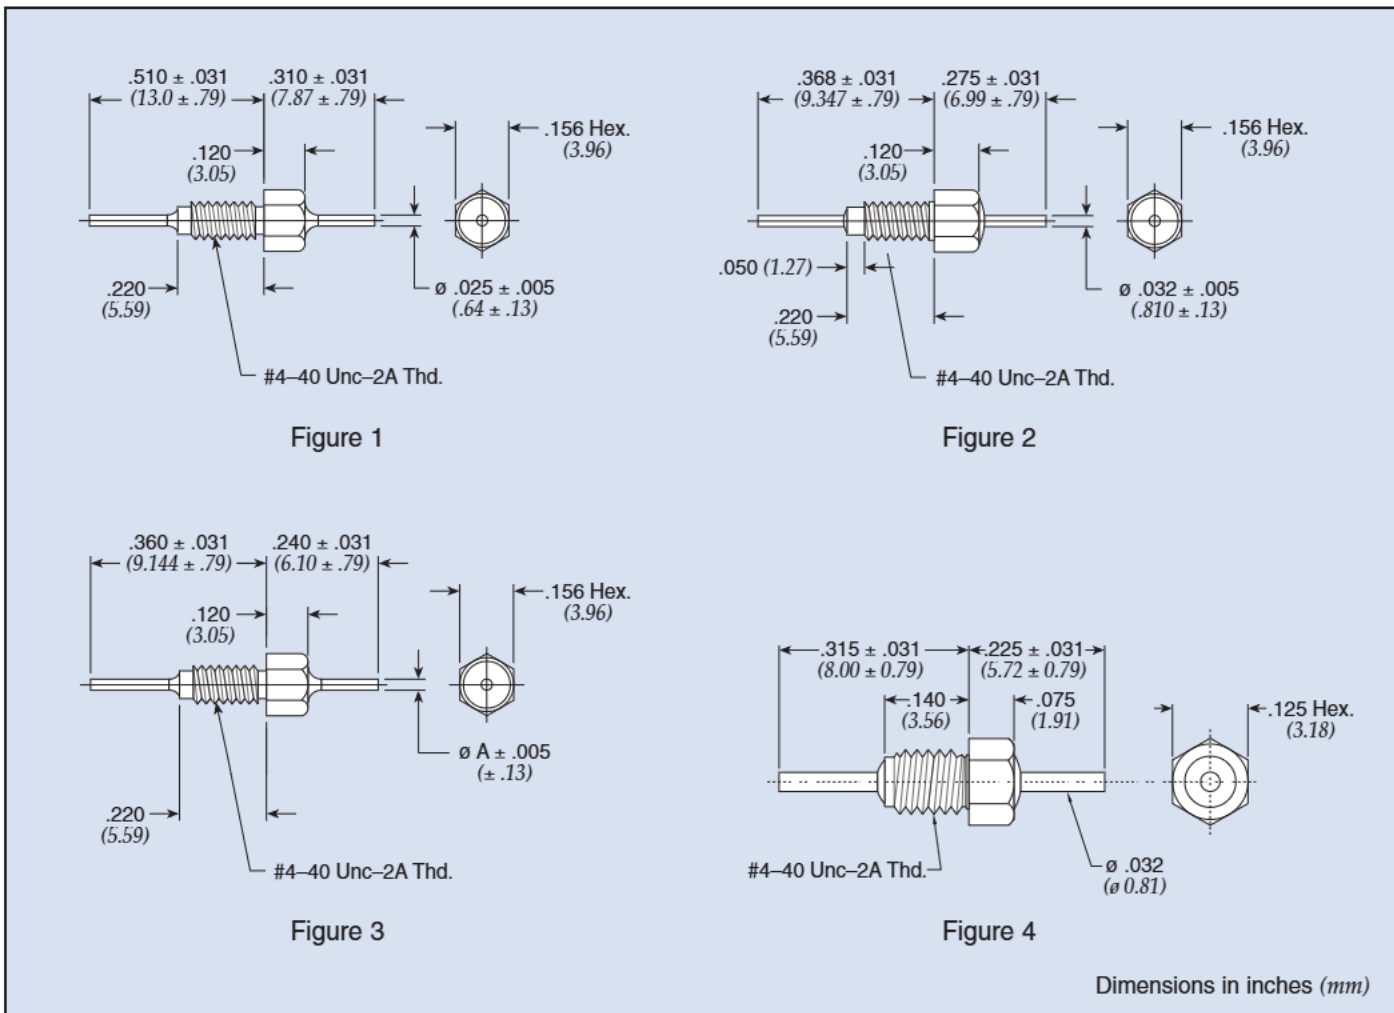 .510 ± .031
(13.0 ± .79)
.310 ± .031
(7.87 ± .79)
.156 Hex.
(3.96)
.120
(3.05)
.220
(5.59)
ø .025 ± .005
(.64 ± .13)
#4–40 Unc–2A Thd.
Figure 1
.368 ± .031
(9.347 ± .79)
.275 ± .031
(6.99 ± .79)
.156 Hex.
(3.96)
.120
(3.05)
.050 (1.27)
.220
(5.59)
ø .032 ± .005
(.810 ± .13)
#4–40 Unc–2A Thd.
Figure 2
.360 ± .031
(9.144 ± .79)
.240 ± .031
(6.10 ± .79)
.156 Hex.
(3.96)
.120
(3.05)
ø A ± .005
(± .13)
.220
(5.59)
#4–40 Unc–2A Thd.
Figure 3
.315 ± .031
(8.00 ± 0.79)
.225 ± .031
(5.72 ± 0.79)
.140
(3.56)
.075
(1.91)
.125 Hex.
(3.18)
#4–40 Unc–2A Thd.
ø .032
(ø 0.81)
Figure 4
Dimensions in inches (mm)